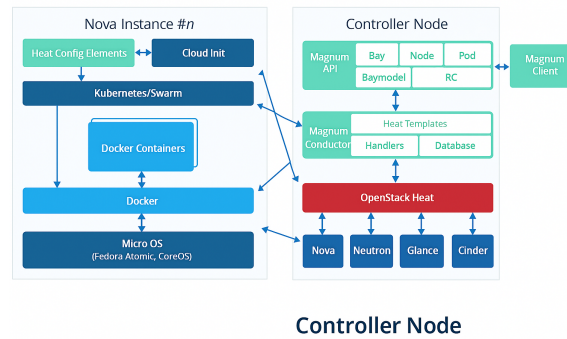 Nova Instance #n
Heat Config Elements
Cloud Init
Kubernetes/Swarm
Docker Containers
Docker
Micro OS
(Fedora Atomic, CoreOS)
Controller Node
Magnum
API
Bay
Node
Pod
Baymodel
RC
Magnum
Client
Magnum
Conductor
Heat Templates
Handlers
Database
OpenStack Heat
Nova
Neutron
Glance
Cinder
Controller Node